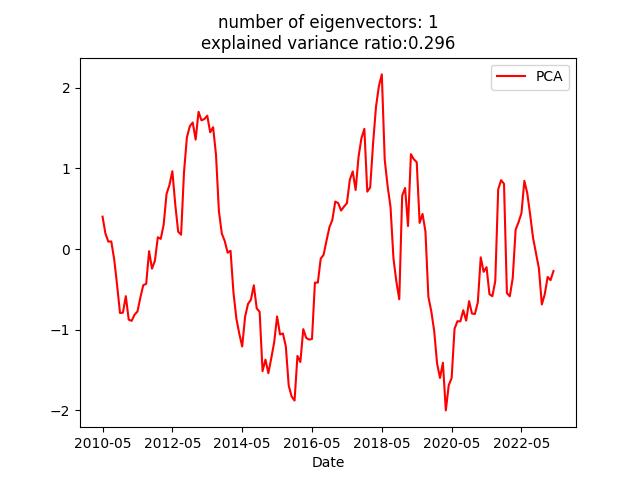 number of eigenvectors: 1
explained variance ratio:0.296
PCA
2
1
0
−1
−2
2010-05 2012-05 2014-05 2016-05 2018-05 2020-05 2022-05
Date